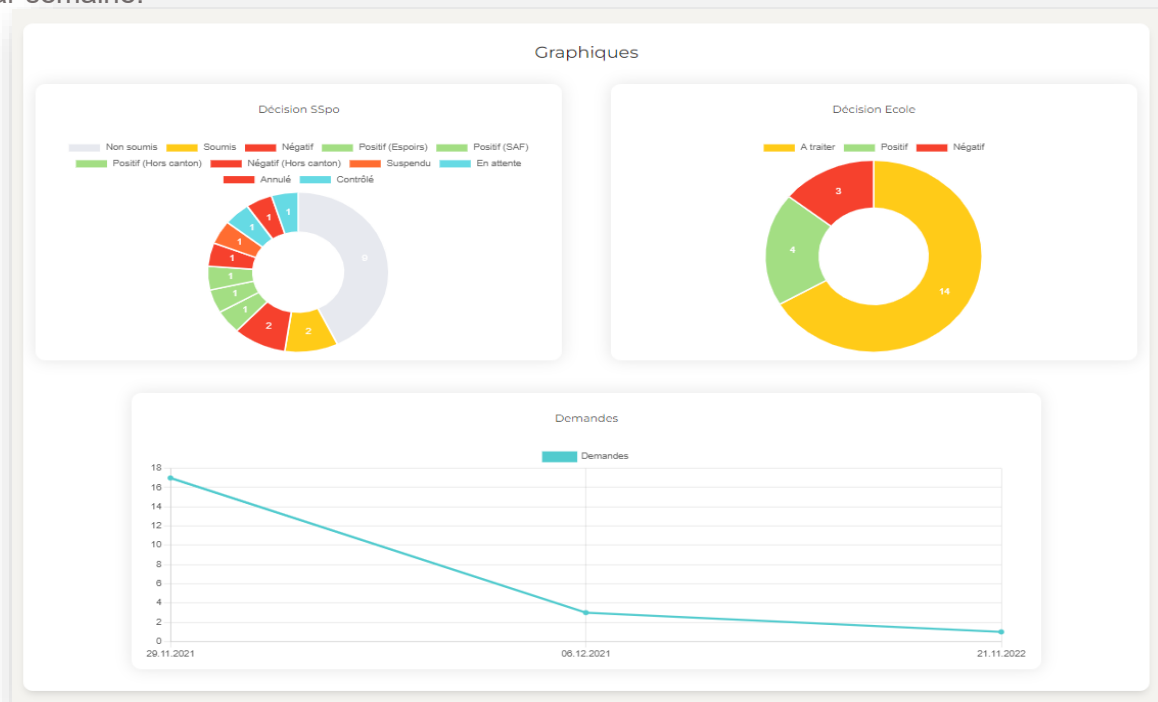 Graphiques
Décision SSpo
Non soumis Soumis Négatif Positif (Espoirs) Positif (SAF)
Positif (Hors canton) Négatif (Hors canton) Suspendu En attente
Annulé Contrôlé
1 1
1
1
1
1
1
1
2 2
Décision Ecole
A traiter Positif Négatif
3
4
14
Demandes
Demandes
18
16
14
12
10
8
6
4
2
0
29.11.2021 06.12.2021 21.11.2022